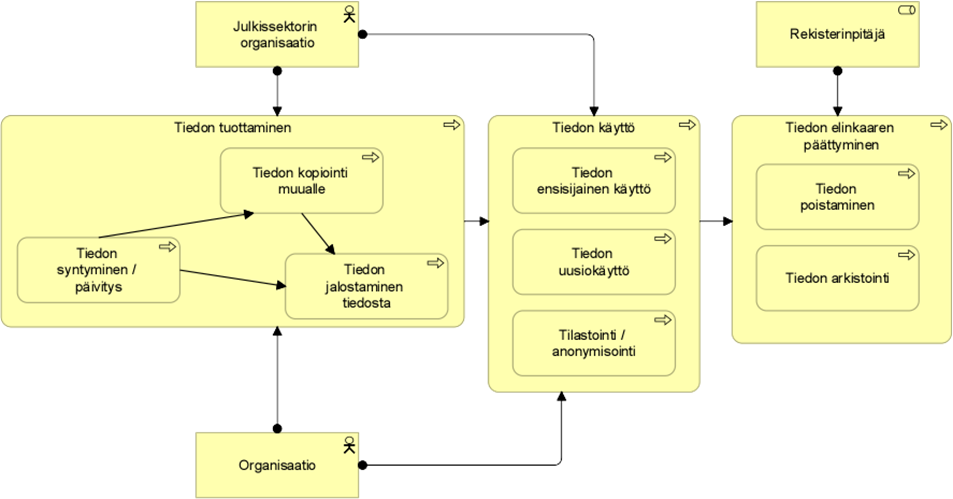 Julkissektorin
organisaatio
Rekisterinpitäjä
Tiedon tuottaminen
Tiedon kopiointi
muualle
Tiedon
syntyminen /
päivitys
Tiedon
jalostaminen
tiedosta
Tiedon käyttö
Tiedon
ensisijainen käyttö
Tiedon
uusiokäyttö
Tilastointi /
anonymisointi
Tiedon elinkaaren
päättyminen
Tiedon
poistaminen
Tiedon arkistointi
Organisaatio